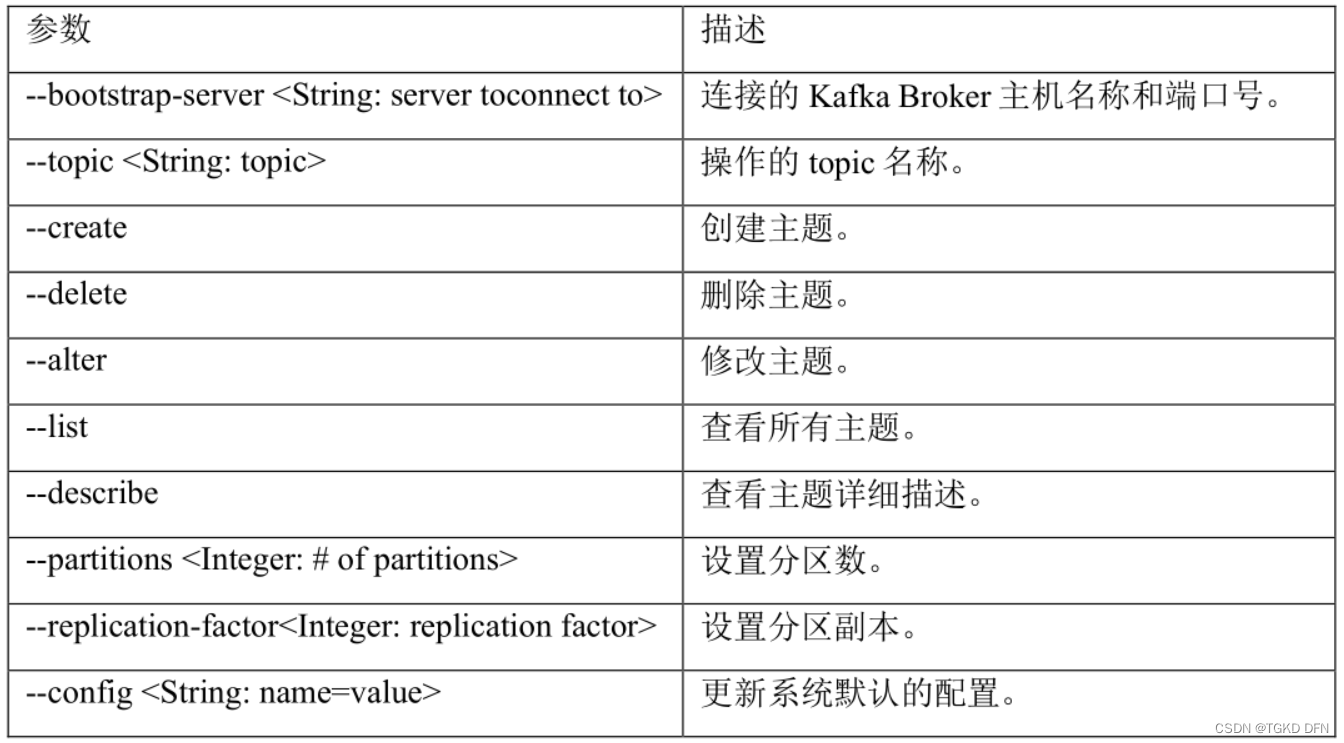 参数 描述
--bootstrap-server <String: server toconnect to> 连接的 Kafka Broker 主机名称和端口号。
--topic <String: topic> 操作的 topic 名称。
--create 创建主题。
--delete 删除主题。
--alter 修改主题。
--list 查看所有主题。
--describe 查看主题详细描述。
--partitions <Integer: # of partitions> 设置分区数。
--replication-factor<Integer: replication factor> 设置分区副本。
--config <String: name=value> 更新系统默认的配置。
CSDN @TGKD DFN